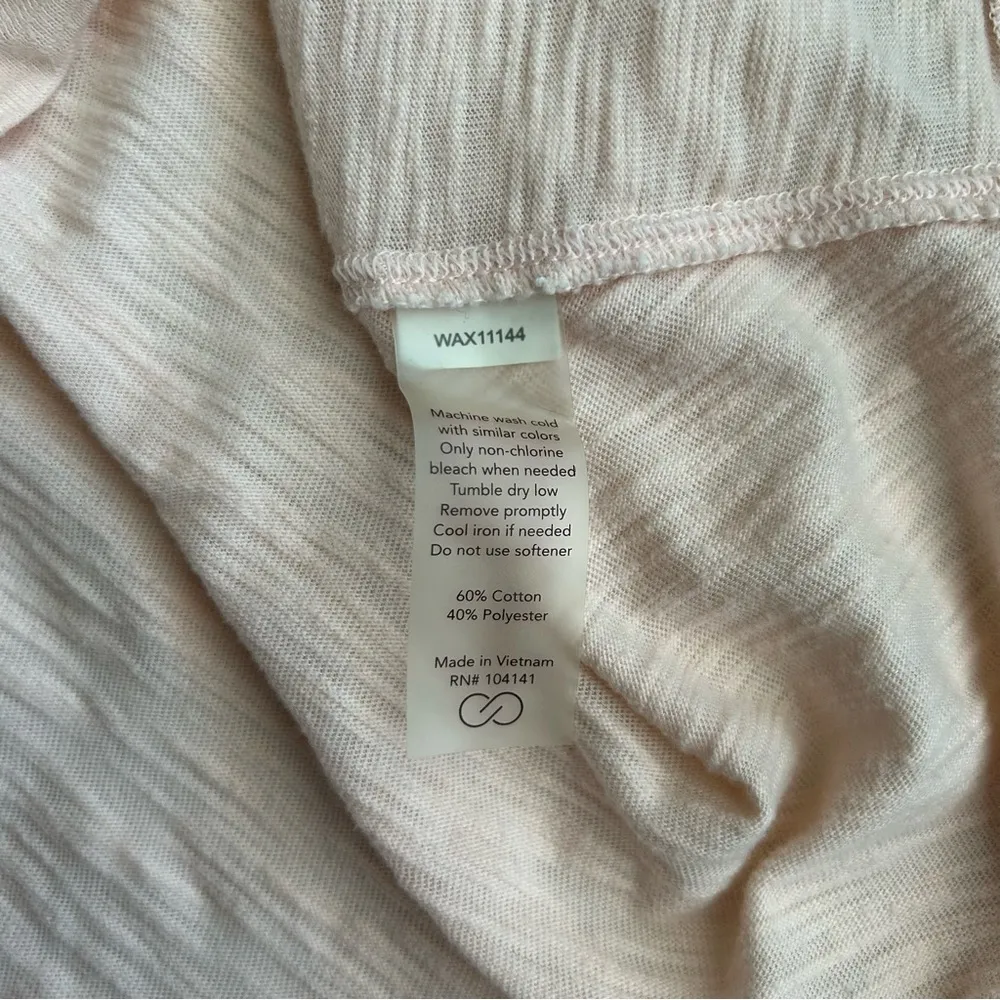 WAX11144
Machine wash cold
with similar colors
Only non-chlorine
bleach when needed
Tumble dry low
Remove promptly
Cool iron if needed
Do not use softener
60% Cotton
40% Polyester
Made in Vietnam
RN# 104141